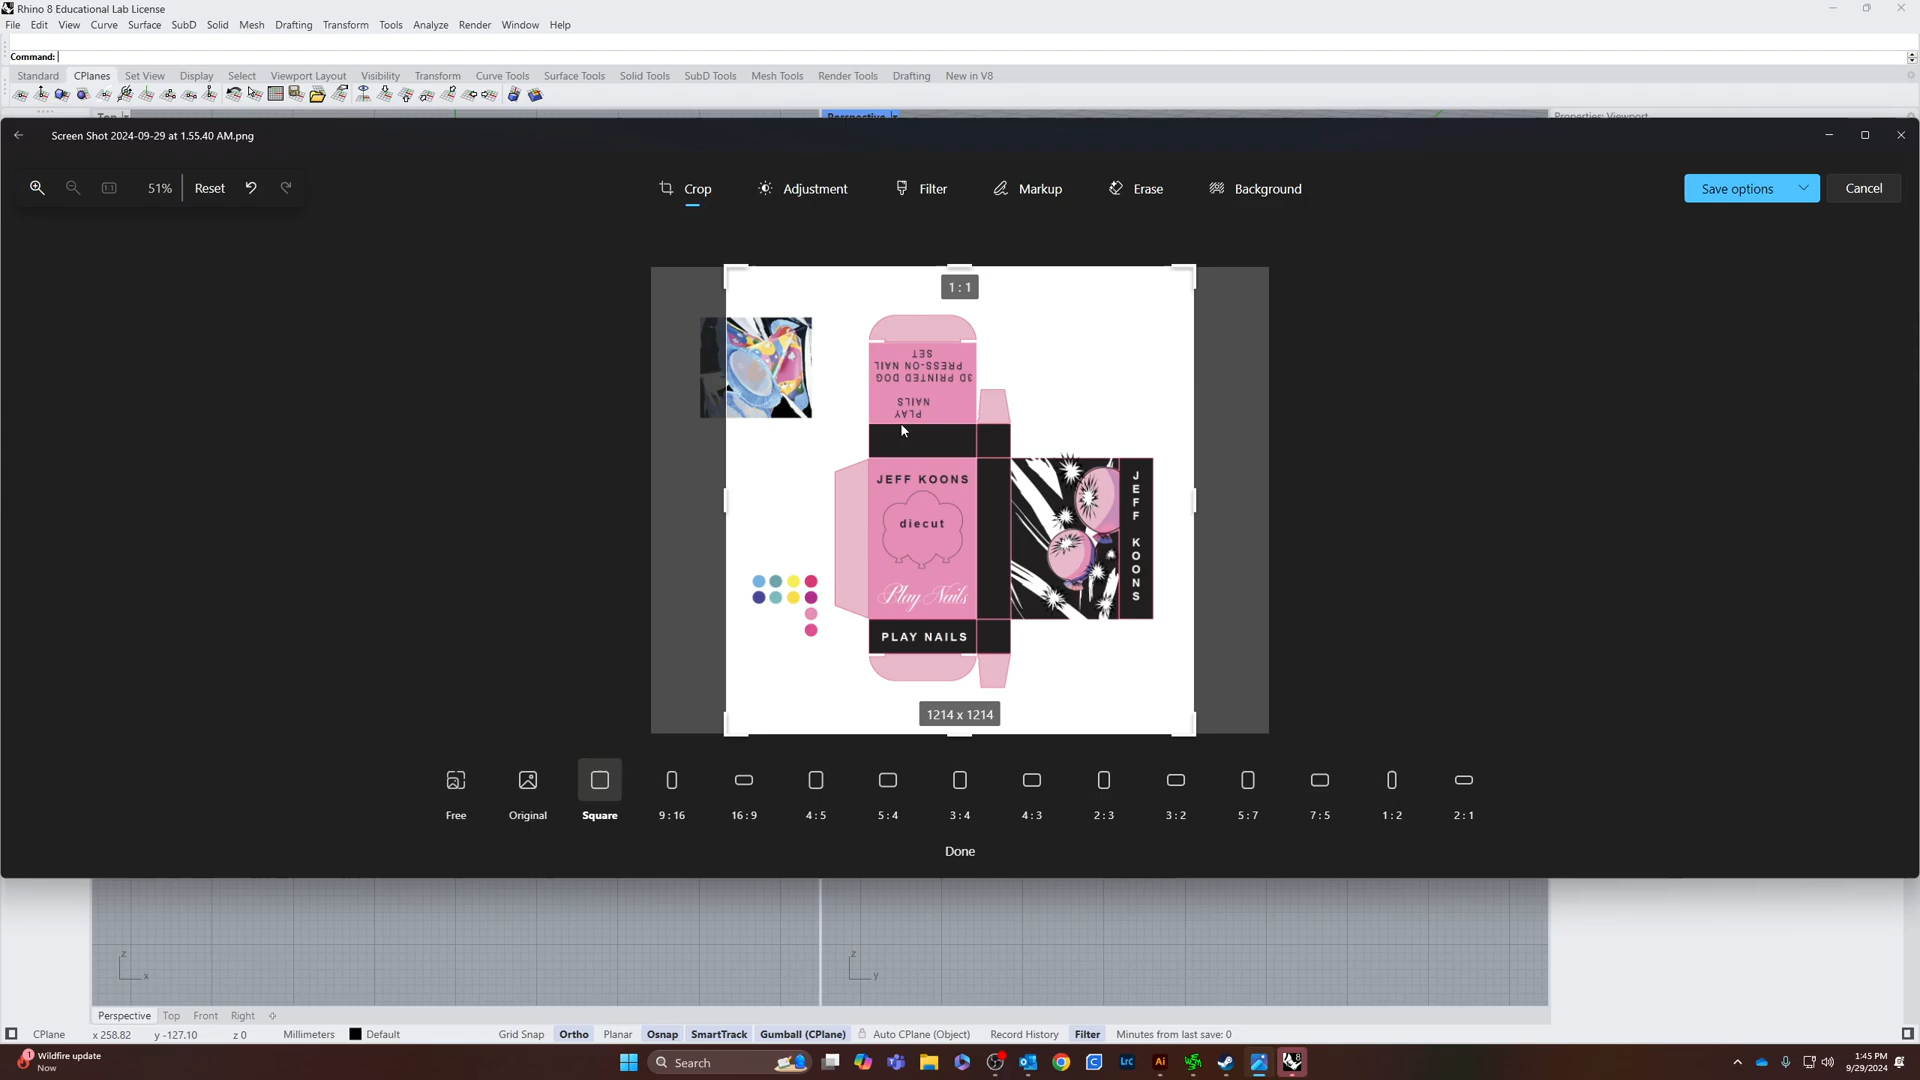 Rhino 8 Educational Lab License
File Edit View Curve Surface SubD Solid Mesh Drafting Transform Tools Analyze Render Window Help
Command:
Standard CPlanes Set View Display Select Viewport Layout Visibility Transform Curve Tools Surface Tools Solid Tools SubD Tools Mesh Tools Render Tools Drafting New in V8
Top Perspective Properties: Viewport
Screen Shot 2024-09-29 at 1.55.40 AM.png
51% Reset Crop Adjustment Filter Markup Erase Background Save options Cancel
1:1
SET
PRESS-ON NAIL
3D PRINTED DOG
NAILS
PLAY
JEFF KOONS
diecut
Play Nails
PLAY NAILS
JEFF KOONS
1214 x 1214
Free Original Square 9:16 16:9 4:5 5:4 3:4 4:3 2:3 3:2 5:7 7:5 1:2 2:1
Done
z
x
z
y
Perspective Top Front Right
CPlane x 258.82 y -127.10 z 0 Millimeters Default Grid Snap Ortho Planar Osnap SmartTrack Gumball (CPlane) Auto CPlane (Object) Record History Filter Minutes from last save: 0
1
Wildfire update
Now
Search
Lrc
Ai
8
1:45 PM
9/29/2024